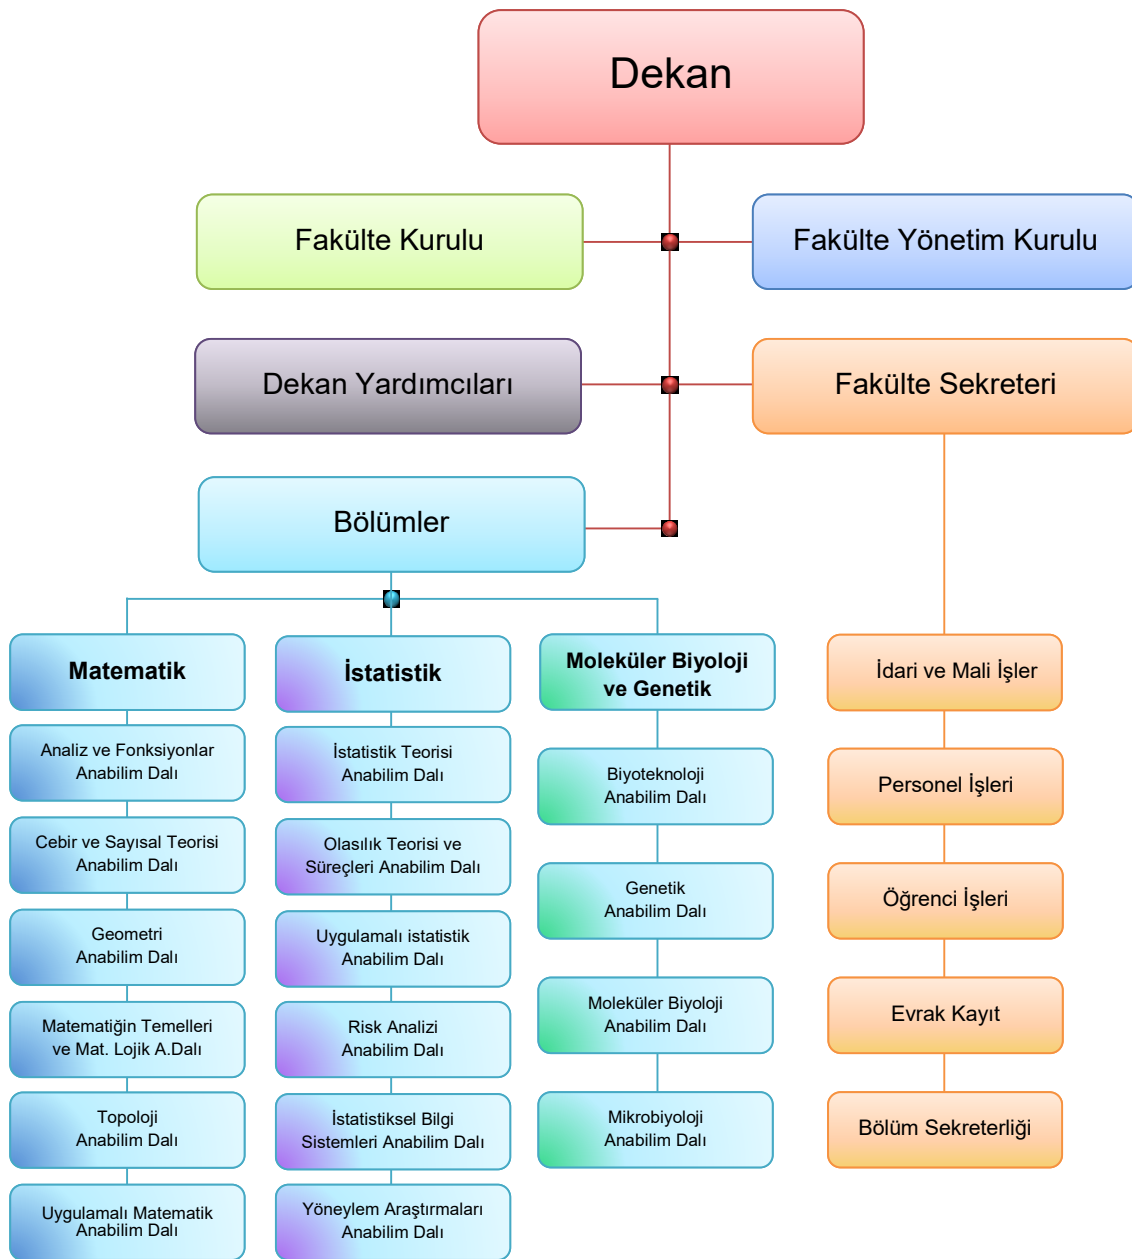 Dekan
Fakülte Kurulu
Fakülte Yönetim Kurulu
Dekan Yardımcıları
Fakülte Sekreteri
Bölümler
Matematik
Analiz ve Fonksiyonlar
Anabilim Dalı
Cebir ve Sayısal Teorisi
Anabilim Dalı
Geometri
Anabilim Dalı
Matematiğin Temelleri
ve Mat. Lojik A.Dalı
Topoloji
Anabilim Dalı
Uygulamalı Matematik
Anabilim Dalı
İstatistik
İstatistik Teorisi
Anabilim Dalı
Olasılık Teorisi ve
Süreçleri Anabilim Dalı
Uygulamalı istatistik
Anabilim Dalı
Risk Analizi
Anabilim Dalı
İstatistiksel Bilgi
Sistemleri Anabilim Dalı
Yöneylem Araştırmaları
Anabilim Dalı
Moleküler Biyoloji
ve Genetik
Biyoteknoloji
Anabilim Dalı
Genetik
Anabilim Dalı
Moleküler Biyoloji
Anabilim Dalı
Mikrobiyoloji
Anabilim Dalı
İdari ve Mali İşler
Personel İşleri
Öğrenci İşleri
Evrak Kayıt
Bölüm Sekreterliği